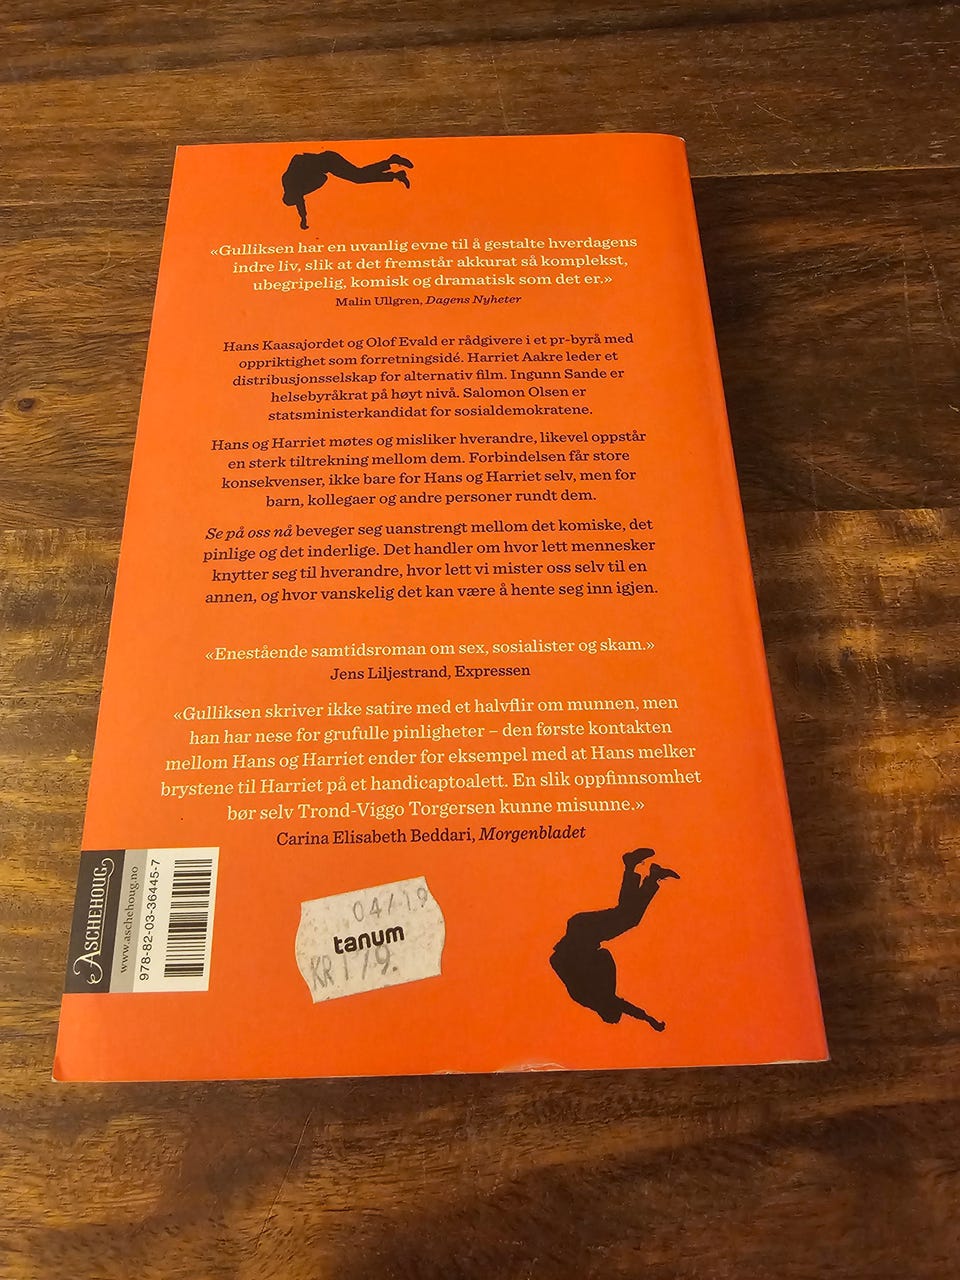 «Gulliksen har en uvanlig evne til å gestalte hverdagens
indre liv, slik at det fremstår akkurat så komplekst,
ubegripelig, komisk og dramatisk som det er.»
Malin Ullgren, Dagens Nyheter
Hans Kaasajordet og Olof Evald er rådgivere i et pr-byrå med
oppriktighet som forretningsidé. Harriet Aakre leder et
distribusjonsselskap for alternativ film. Ingunn Sande er
helsebyråkrat på høyt nivå. Salomon Olsen er
statsministerkandidat for sosialdemokratene.
Hans og Harriet møtes og misliker hverandre, likevel oppstår
en sterk tiltrekning mellom dem. Forbindelsen får store
konsekvenser, ikke bare for Hans og Harriet selv, men for
barn, kollegaer og andre personer rundt dem.
Se på oss nå beveger seg uanstrengt mellom det komiske, det
pinlige og det inderlige. Det handler om hvor lett mennesker
knytter seg til hverandre, hvor lett vi mister oss selv til en
annen, og hvor vanskelig det kan være å hente seg inn igjen.
«Enestående samtidsroman om sex, sosialister og skam.»
Jens Liljestrand, Expressen
«Gulliksen skriver ikke satire med et halvflir om munnen, men
han har nese for grufulle pinligheter – den første kontakten
mellom Hans og Harriet ender for eksempel med at Hans melker
brystene til Harriet på et handicaptoalett. En slik oppfinnsomhet
bør selv Trond-Viggo Torgersen kunne misunne.»
Carina Elisabeth Beddari, Morgenbladet
ASCHEHOUG
www.aschehoug.no
978-82-03-36445-7
04/19
tanum
KR 179.